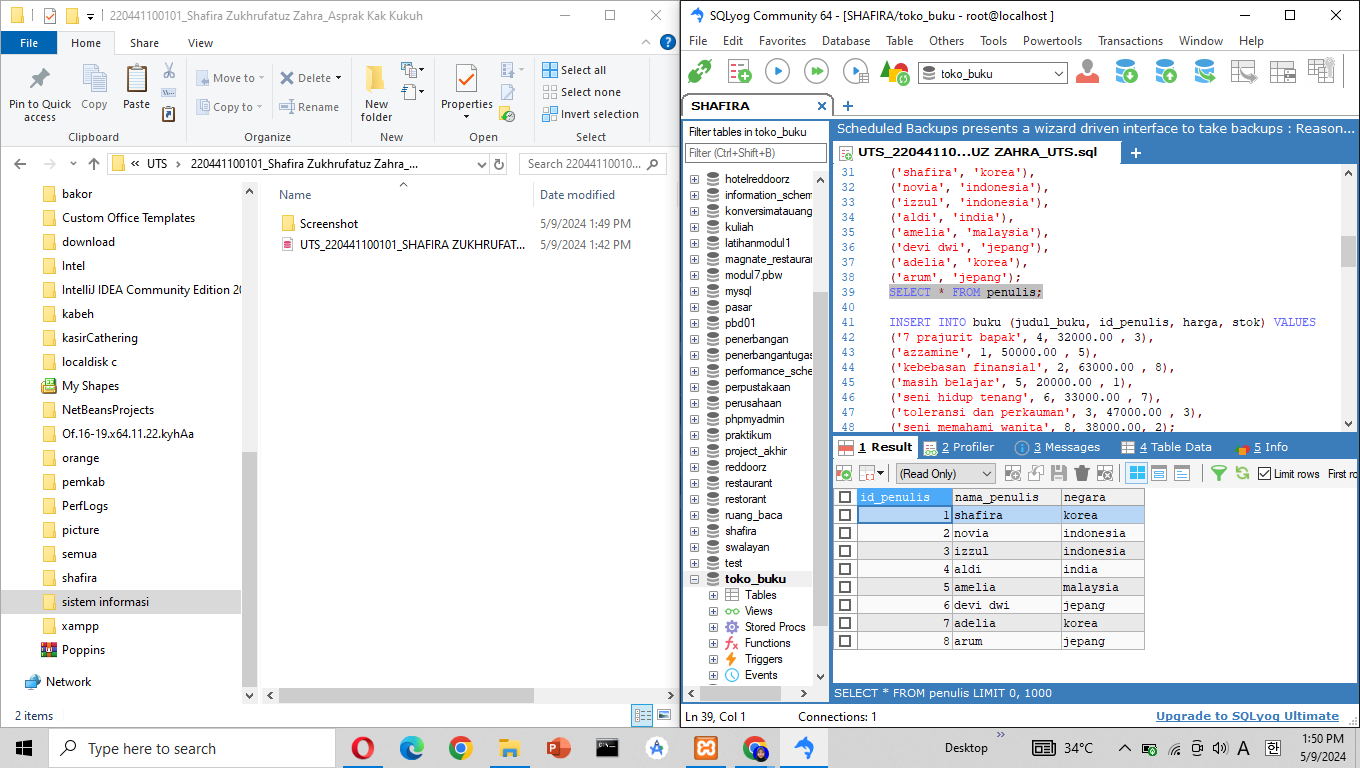 220441100101_Shafira Zukhrufatuz Zahra_Asprak Kak Kukuh
File Home Share View
Pin to Quick access
Copy
Paste
Clipboard
Move to
Copy to
Delete
Rename
Organize
New folder
New
Properties
Open
Select all
Select none
Invert selection
Select
« UTS > 220441100101_Shafira Zukhrufatuz Zahra_...
Search 22044110010...
bakor
Custom Office Templates
download
Intel
IntelliJ IDEA Community Edition 20
kabeh
kasirCathering
localdisk c
My Shapes
NetBeansProjects
Of.16-19.x64.11.22.kyhAa
orange
pemkab
PerfLogs
picture
semua
shafira
sistem informasi
xampp
Poppins
Network
Name Date modified
Screenshot 5/9/2024 1:49 PM
UTS_220441100101_SHAFIRA ZUKHRUFAT... 5/9/2024 1:42 PM
2 items
SQLyog Community 64 - [SHAFIRA/toko_buku - root@localhost ]
File Edit Favorites Database Table Others Tools Powertools Transactions Window Help
toko_buku
SHAFIRA
Filter tables in toko_buku
Filter (Ctrl+Shift+B)
hotelreddoorz
information_schem
konversimatauang
kuliah
latihanmodul1
magnate_restauran
modul7.pbw
mysql
pasar
pbd01
penerbangan
penerbangantugas
performance_sche
perpustakaan
perusahaan
phpmyadmin
praktikum
project_akhir
reddoorz
restaurant
restorant
ruang_baca
shafira
swalayan
test
toko_buku
Tables
Views
Stored Procs
Functions
Triggers
Events
Scheduled Backups presents a wizard driven interface to take backups : Reason...
UTS_22044110...UZ ZAHRA_UTS.sql
31 ('shafira', 'korea'),
32 ('novia', 'indonesia'),
33 ('izzul', 'indonesia'),
34 ('aldi', 'india'),
35 ('amelia', 'malaysia'),
36 ('devi dwi', 'jepang'),
37 ('adelia', 'korea'),
38 ('arum', 'jepang');
39 SELECT * FROM penulis;
40
41 INSERT INTO buku (judul_buku, id_penulis, harga, stok) VALUES
42 ('7 prajurit bapak', 4, 32000.00 , 3),
43 ('azzamine', 1, 50000.00 , 5),
44 ('kebebasan finansial', 2, 63000.00 , 8),
45 ('masih belajar', 5, 20000.00 , 1),
46 ('seni hidup tenang', 6, 33000.00 , 7),
47 ('toleransi dan perkauman', 3, 47000.00 , 3),
48 ('seni memahami wanita', 8, 38000.00, 2);
1 Result 2 Profiler 3 Messages 4 Table Data 5 Info
(Read Only) Limit rows First ro
id_penulis nama_penulis negara
1 shafira korea
2 novia indonesia
3 izzul indonesia
4 aldi india
5 amelia malaysia
6 devi dwi jepang
7 adelia korea
8 arum jepang
SELECT * FROM penulis LIMIT 0, 1000
Ln 39, Col 1 Connections: 1 Upgrade to SQLyog Ultimate
Type here to search
Desktop
34°C
A
한
1:50 PM
5/9/2024